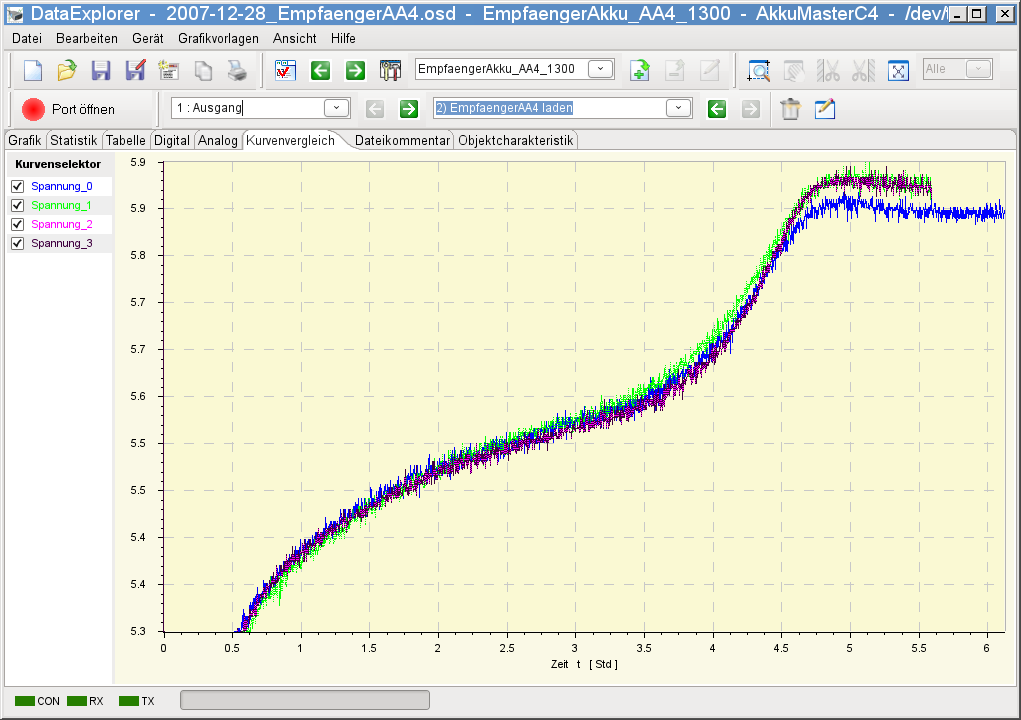 DataExplorer - 2007-12-28_EmpfaengerAA4.osd - EmpfaengerAkku_AA4_1300 - AkkuMasterC4 - /dev/
Datei Bearbeiten Gerät Grafikvorlagen Ansicht Hilfe
EmpfaengerAkku_AA4_1300 Alle
Port öffnen 1 : Ausgang 2) EmpfaengerAA4 laden
Grafik Statistik Tabelle Digital Analog Kurvenvergleich Dateikommentar Objektcharakteristik
Kurvenselektor
Spannung_0
Spannung_1
Spannung_2
Spannung_3
5.9
5.9
5.8
5.7
5.7
5.6
5.5
5.5
5.4
5.4
5.3
0 0.5 1 1.5 2 2.5 3 3.5 4 4.5 5 5.5 6
Zeit t [ Std ]
CON RX TX